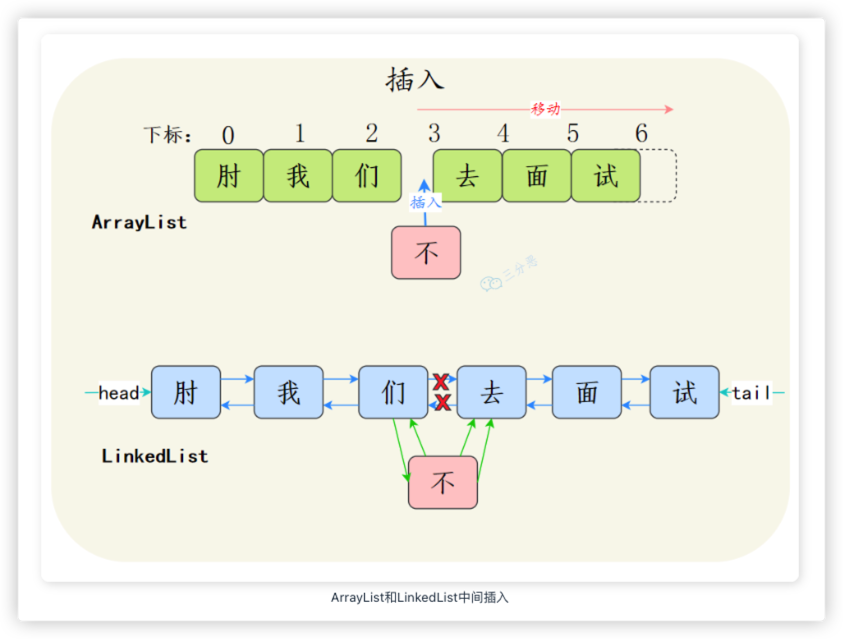 插入
移动
下标： 0 1 2 3 4 5 6
肘 我 们 去 面 试
插入
ArrayList
不
三分恶
head 肘 我 们 X 去 面 试 tail
X
LinkedList
不
ArrayList和LinkedList中间插入